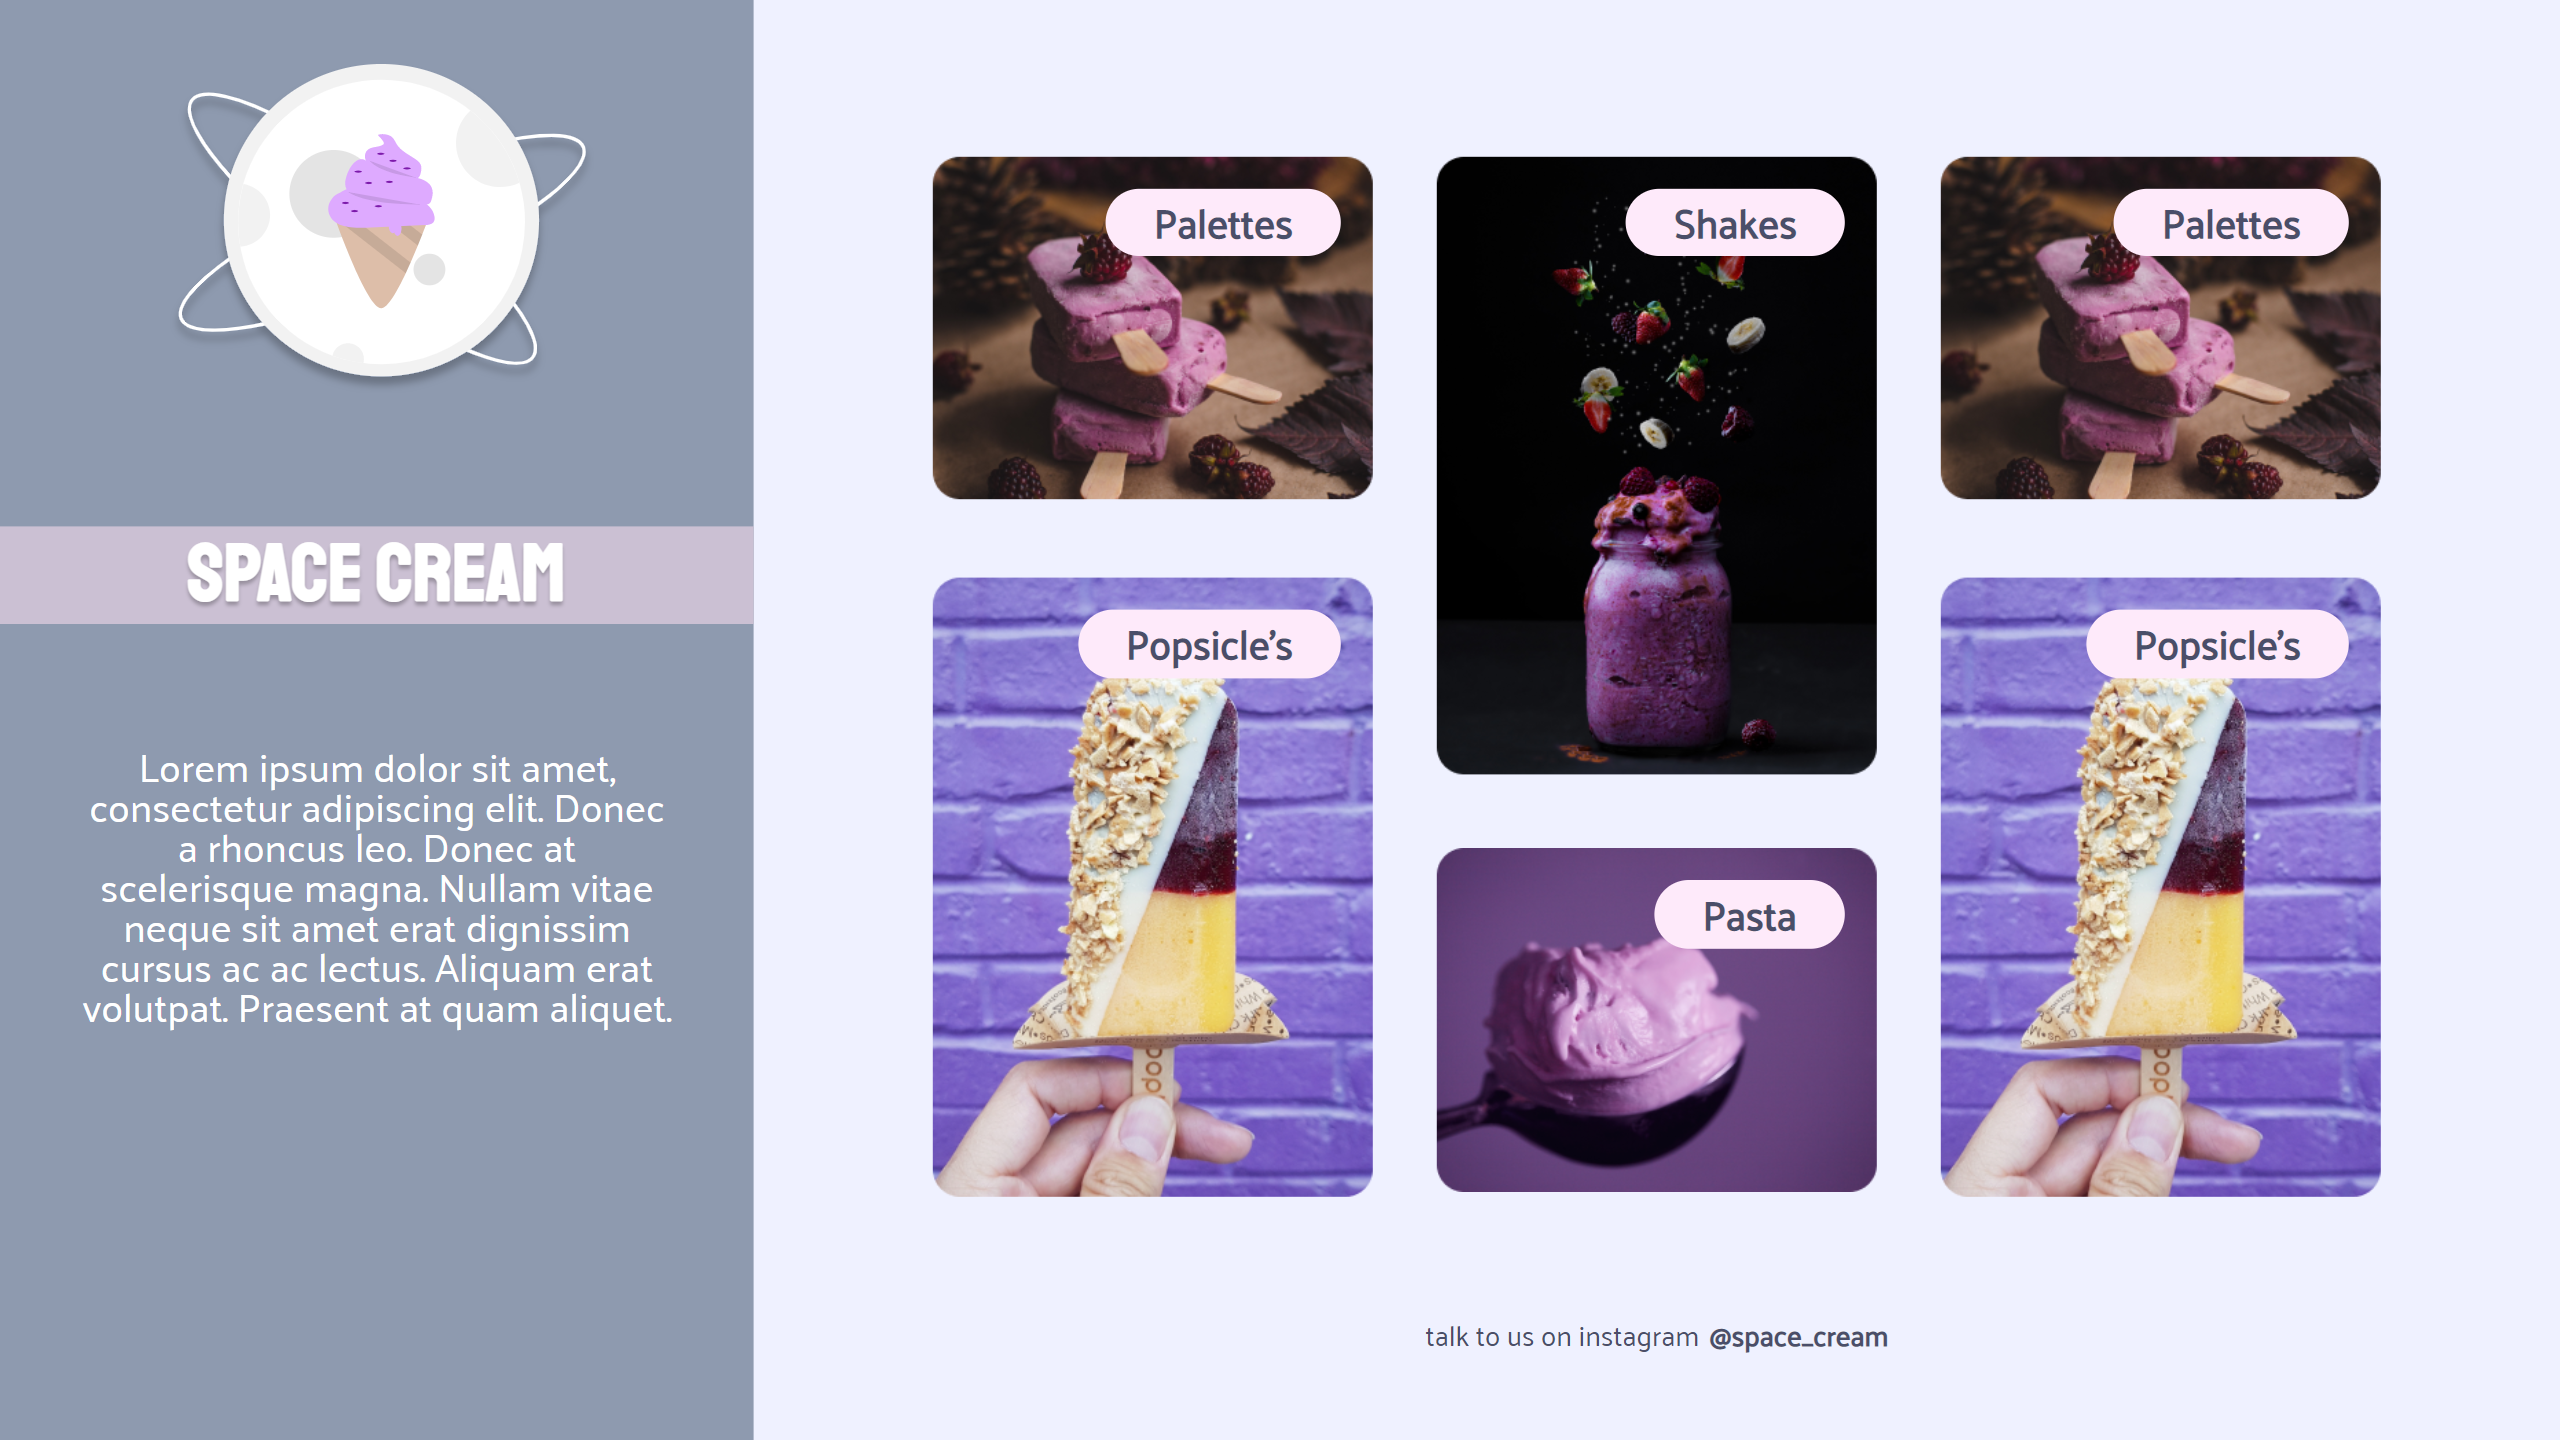 SPACE CREAM
Lorem ipsum dolor sit amet,
consectetur adipiscing elit. Donec
a rhoncus leo. Donec at
scelerisque magna. Nullam vitae
neque sit amet erat dignissim
cursus ac ac lectus. Aliquam erat
volutpat. Praesent at quam aliquet.
Palettes
Shakes
Palettes
Popsicle’s
Popsicle’s
Pasta
talk to us on instagram @space_cream